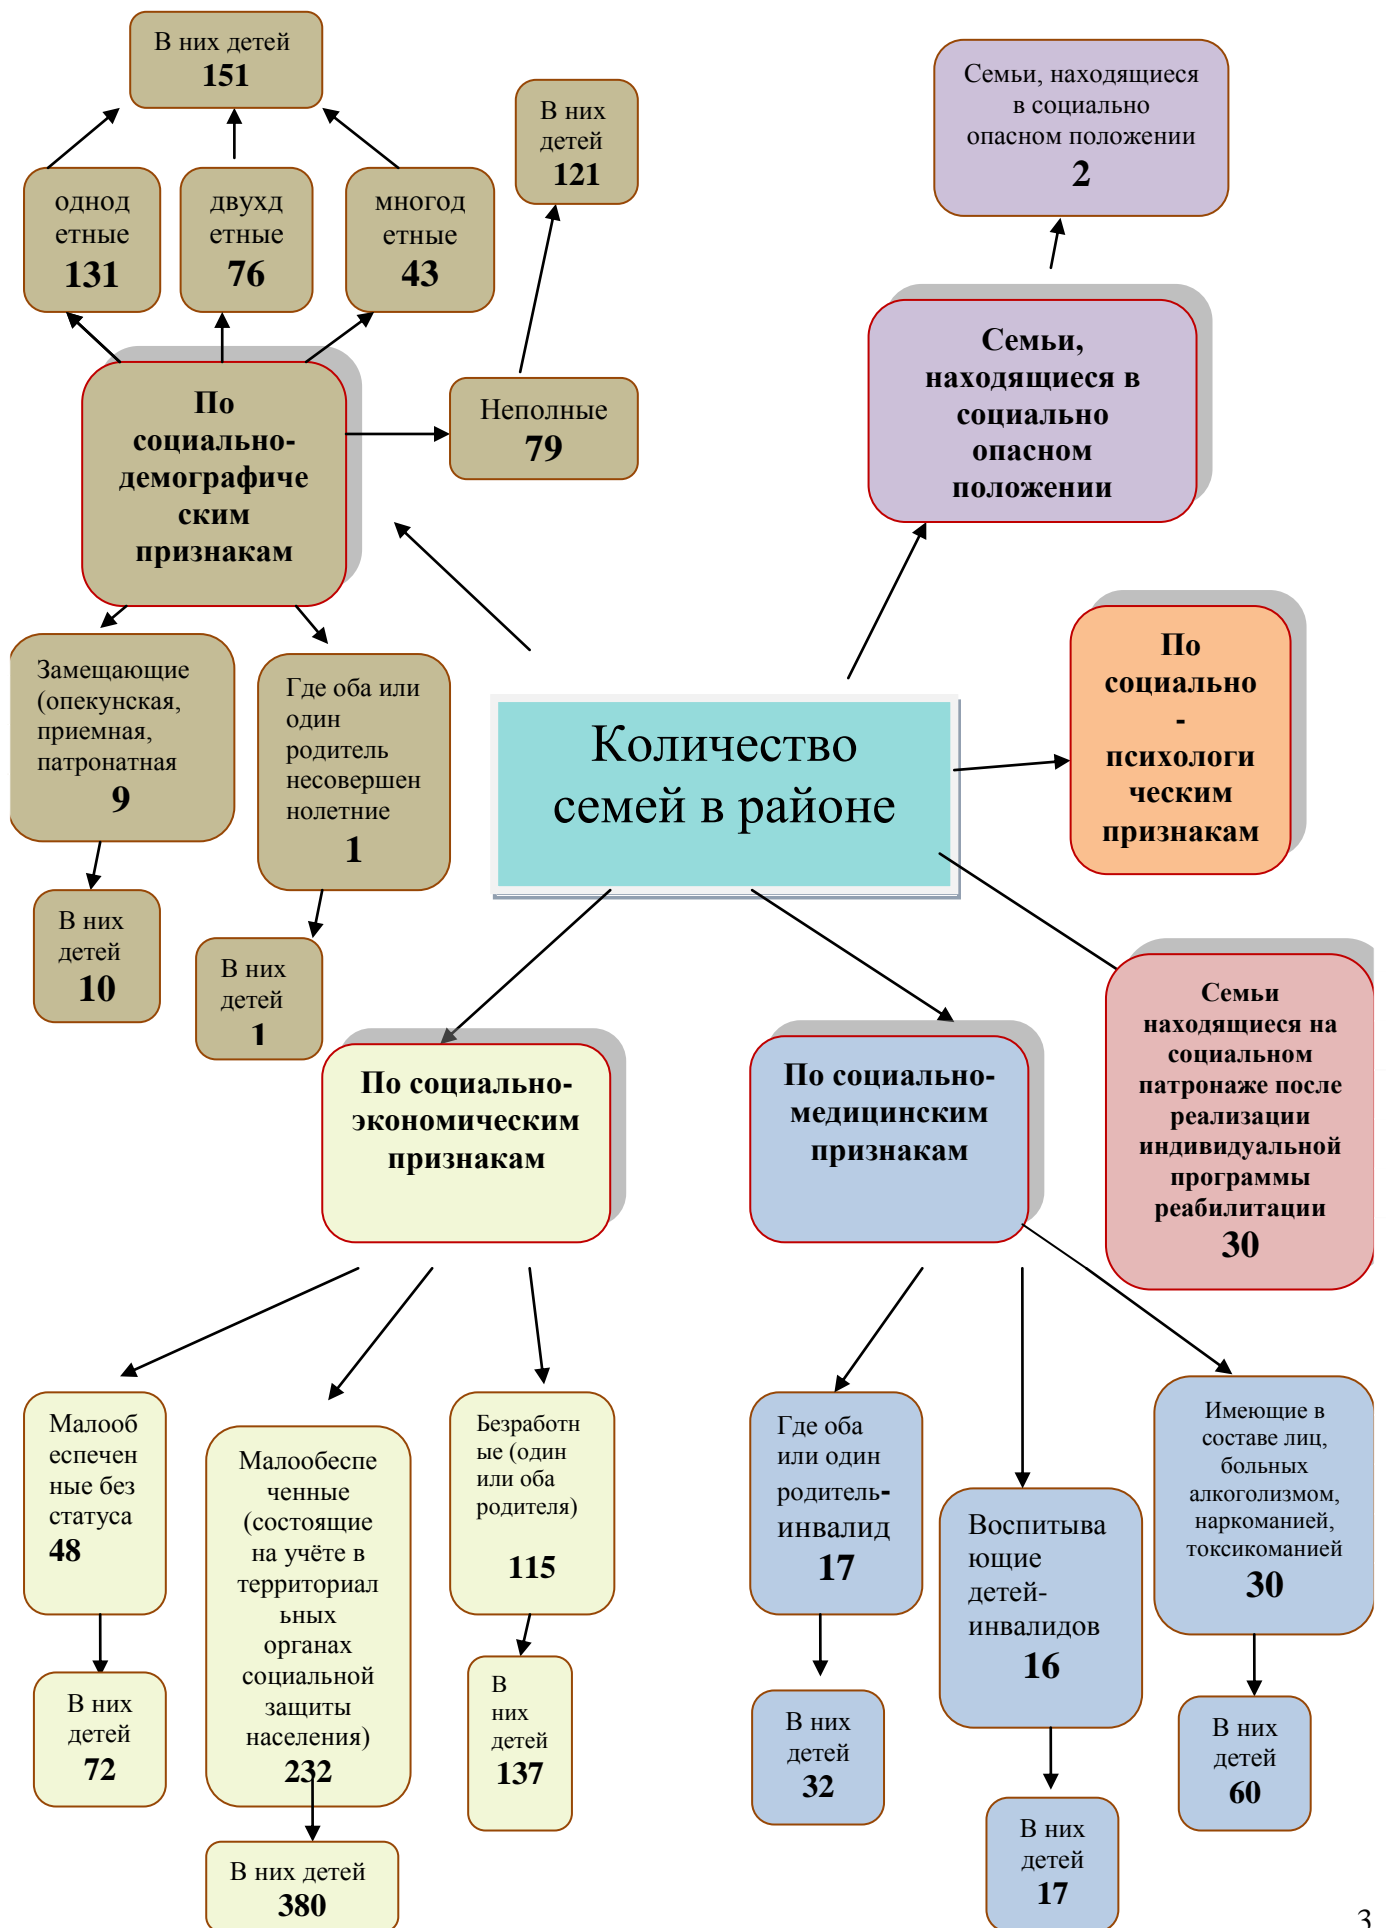 В них детей
151
В них
детей
121
Семьи, находящиеся
в социально
опасном положении
2
однод
етные
131
двухд
етные
76
многод
етные
43
По
социально-
демографиче
ским
признакам
Неполные
79
Семьи,
находящиеся в
социально
опасном
положении
Замещающие
(опекунская,
приемная,
патронатная
9
Где оба или
один
родитель
несовершен
нолетние
1
Количество
семей в районе
По
социально
-
психологи
ческим
признакам
В них
детей
10
В них
детей
1
По социально-
экономическим
признакам
По социально-
медицинским
признакам
Семьи
находящиеся на
социальном
патронаже после
реализации
индивидуальной
программы
реабилитации
30
Малооб
еспечен
ные без
статуса
48
Малообеспе
ченные
(состоящие
на учёте в
территориал
ьных
органах
социальной
защиты
населения)
232
Безработн
ые (один
или оба
родителя)
115
Где оба
или один
родитель-
инвалид
17
Воспитыва
ющие
детей-
инвалидов
16
Имеющие в
составе лиц,
больных
алкоголизмом,
наркоманией,
токсикоманией
30
В них
детей
72
В них детей
380
В
них
детей
137
В них
детей
32
В них
детей
17
В них
детей
60
3